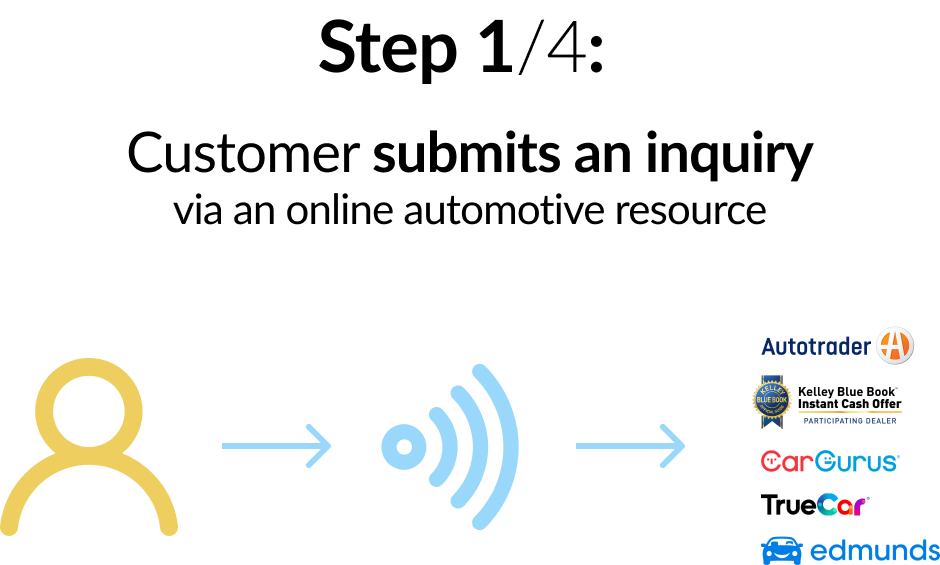 Step 1/4:
Customer submits an inquiry
via an online automotive resource
Autotrader
KELLEY
BLUE BOOK
Kelley Blue Book
Instant Cash Offer
PARTICIPATING DEALER
CarGurus
TrueCar
edmunds